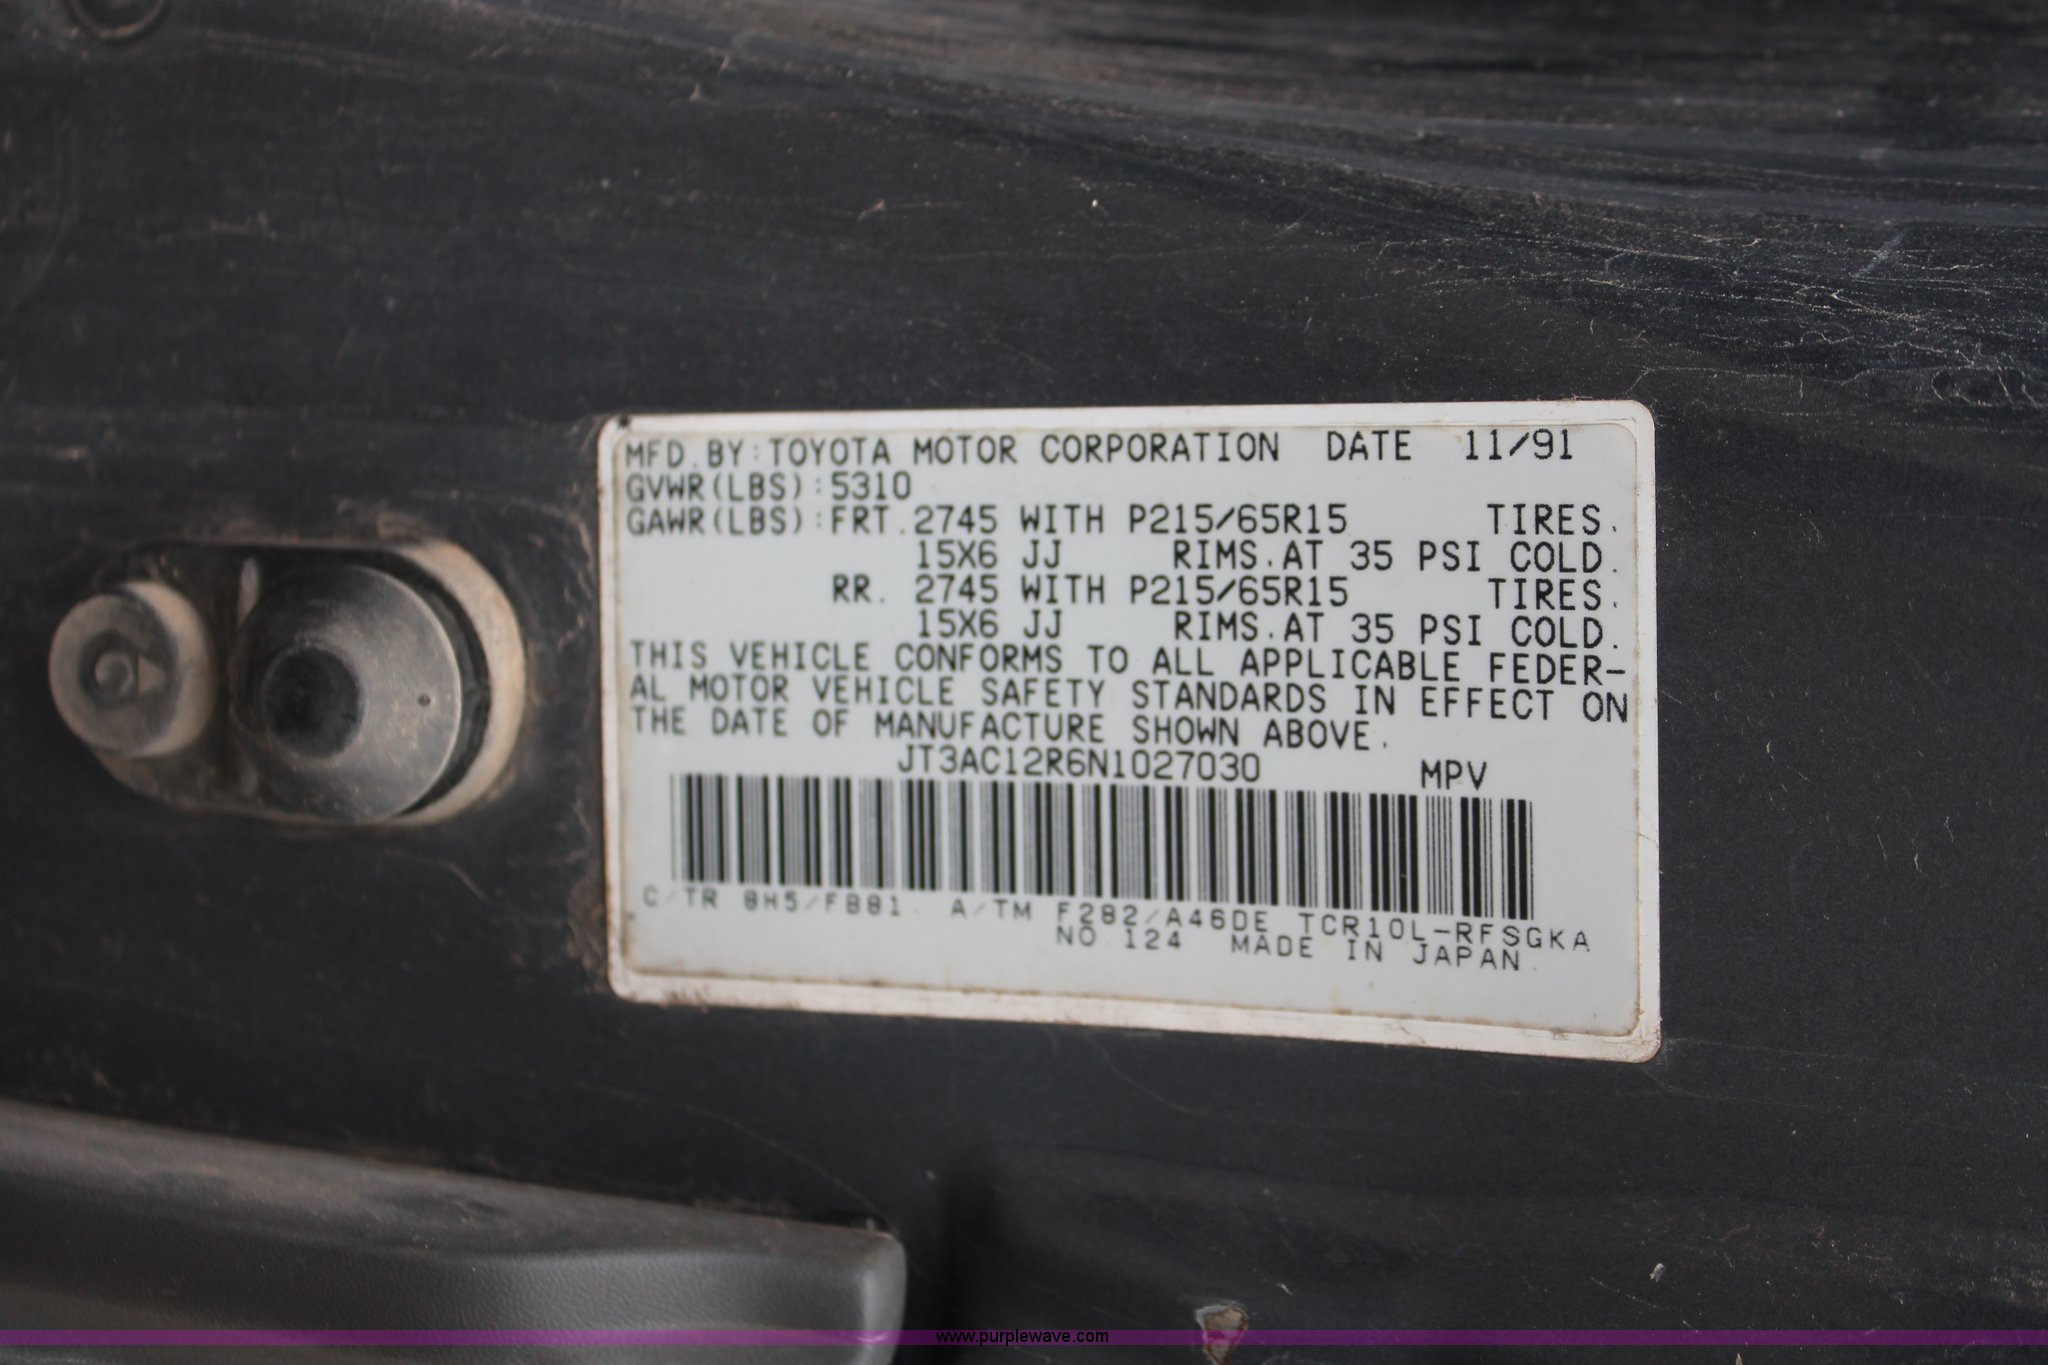 MFD. BY: TOYOTA MOTOR CORPORATION DATE 11/91
GVWR(LBS): 5310
GAWR(LBS): FRT. 2745 WITH P215/65R15 TIRES.
15X6 JJ RIMS. AT 35 PSI COLD.
RR. 2745 WITH P215/65R15 TIRES.
15X6 JJ RIMS. AT 35 PSI COLD.
THIS VEHICLE CONFORMS TO ALL APPLICABLE FEDER-
AL MOTOR VEHICLE SAFETY STANDARDS IN EFFECT ON
THE DATE OF MANUFACTURE SHOWN ABOVE.
JT3AC12R6N1027030 MPV
C/TR 8H5/FB81. A/TM F282/A46DE TCR10L-RFSGKA
NO.124 MADE IN JAPAN
www.purplewave.com